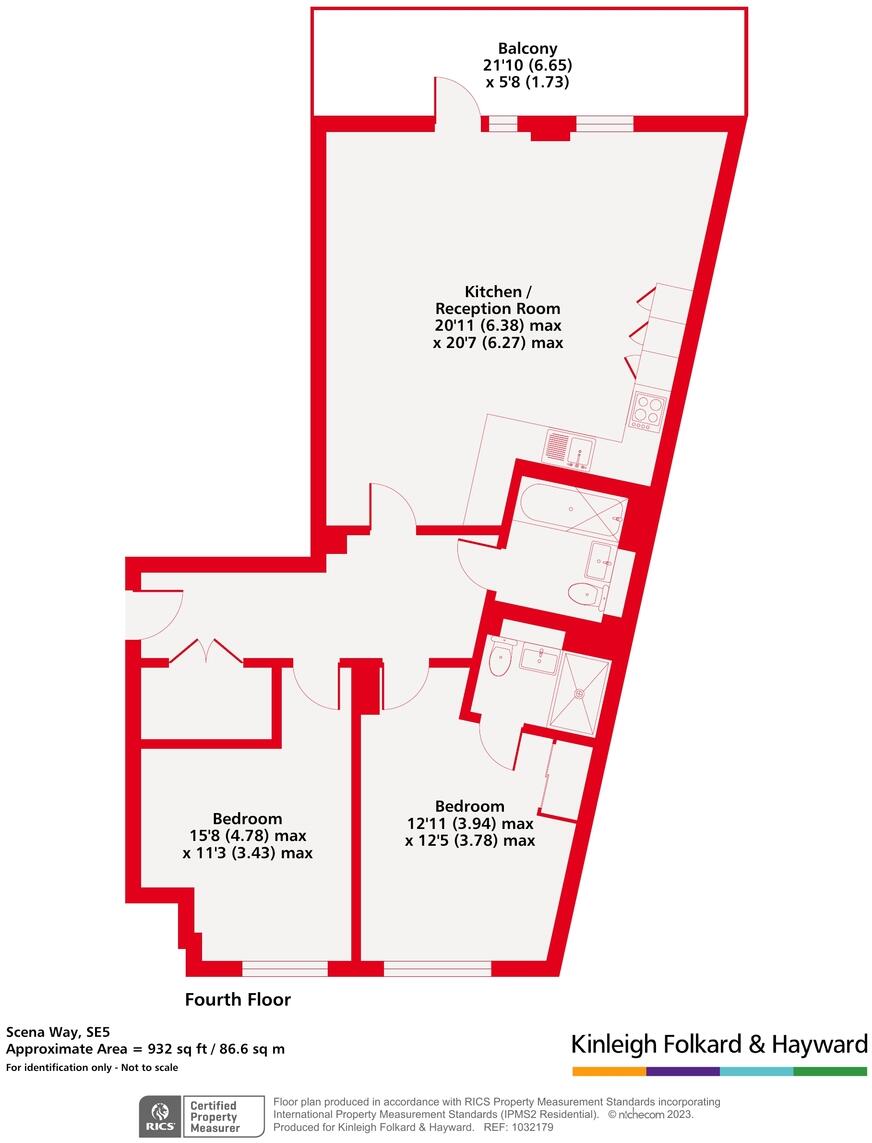 Balcony
21'10 (6.65)
x 5'8 (1.73)
Kitchen /
Reception Room
20'11 (6.38) max
x 20'7 (6.27) max
Bedroom
15'8 (4.78) max
x 11'3 (3.43) max
Bedroom
12'11 (3.94) max
x 12'5 (3.78) max
Fourth Floor
Scena Way, SE5
Approximate Area = 932 sq ft / 86.6 sq m
For identification only - Not to scale
Kinleigh Folkard & Hayward
RICS
Certified
Property
Measurer
Floor plan produced in accordance with RICS Property Measurement Standards incorporating
International Property Measurement Standards (IPMS2 Residential). © nichecom 2023.
Produced for Kinleigh Folkard & Hayward. REF: 1032179